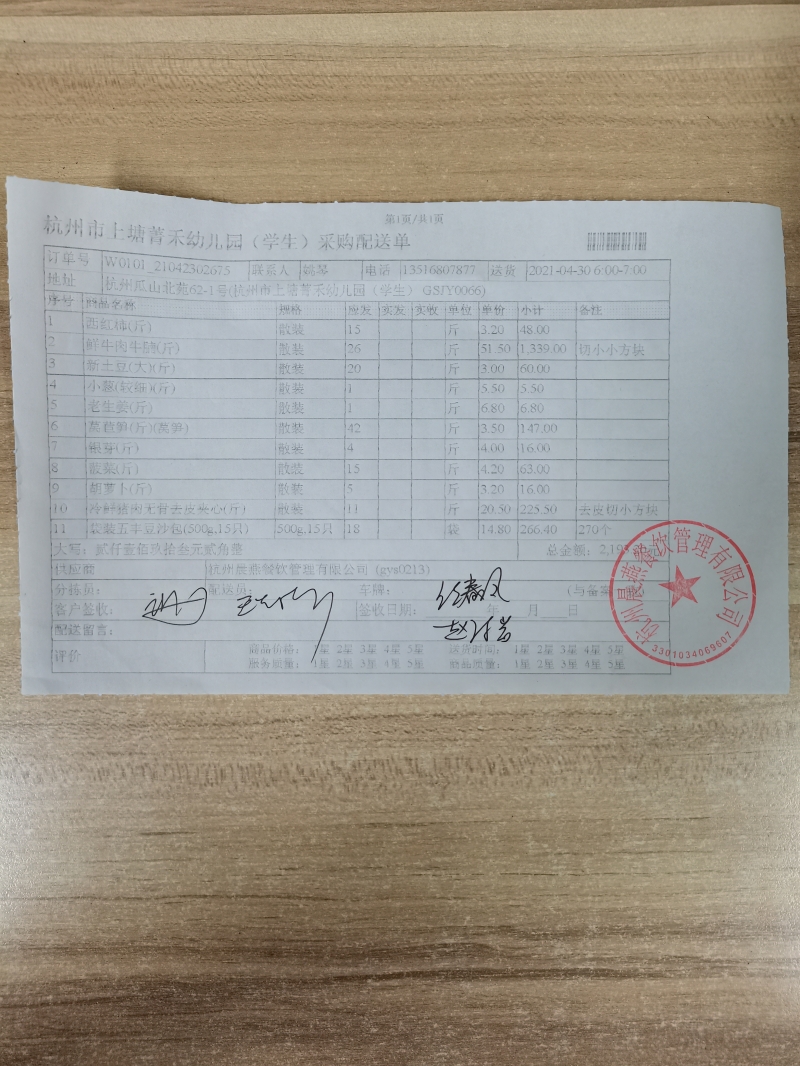 第1页/共1页
杭州市上塘菁禾幼儿园（学生）采购配送单
订单号 W0101_21042302675 联系人 姚琴 电话 13516807877 送货 2021-04-30 6:00-7:00
地址 杭州瓜山北苑62-1号(杭州市上塘菁禾幼儿园（学生） GSJY0066)
序号 商品名称 规格 应发 实发 实收 单位 单价 小计 备注
1 西红柿(斤) 散装 15 斤 3.20 48.00
2 鲜牛肉牛腩(斤) 散装 26 斤 51.50 1,339.00 切小小方块
3 新土豆(大)(斤) 散装 20 斤 3.00 60.00
4 小葱(较细)(斤) 散装 1 斤 5.50 5.50
5 老生姜(斤) 散装 1 斤 6.80 6.80
6 莴苣笋(斤)(莴笋) 散装 42 斤 3.50 147.00
7 银芽(斤) 散装 4 斤 4.00 16.00
8 散装 15 斤 4.20 63.00
9 胡萝卜(斤) 散装 5 斤 3.20 16.00
10 冷鲜猪肉无骨去皮夹心(斤) 散装 11 斤 20.50 225.50 去皮切小方块
11 袋装五丰豆沙包(500g,15只) 500g,15只 18 袋 14.80 266.40 270个
大写：贰仟壹佰玖拾叁元贰角整 总金额：2,193.20元
供应商 杭州晨燕餐饮管理有限公司 (gys0213)
分拣员： 配送员： 车牌： （与备案
客户签收： 签收日期： 年 月 日
配送留言：
评价 商品价格： 1星 2星 3星 4星 5星 送货时间： 1星 2星 3星 4星 5星
服务质量： 1星 2星 3星 4星 5星 商品质量： 1星 2星 3星 4星 5星
杭州晨燕餐饮管理有限公司
3301034068607